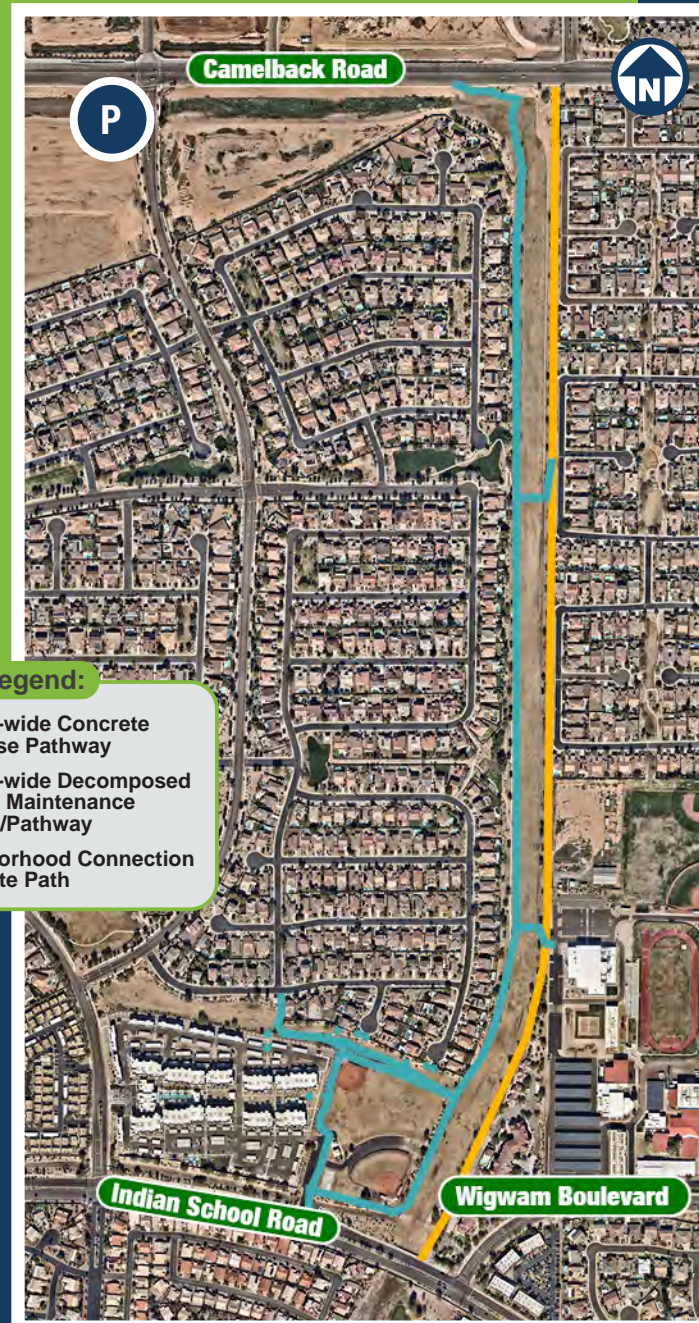 Camelback Road
N
P
egend:
-wide Concrete
se Pathway
-wide Decomposed
Maintenance
/Pathway
orhood Connection
te Path
Indian School Road
Wigwam Boulevard